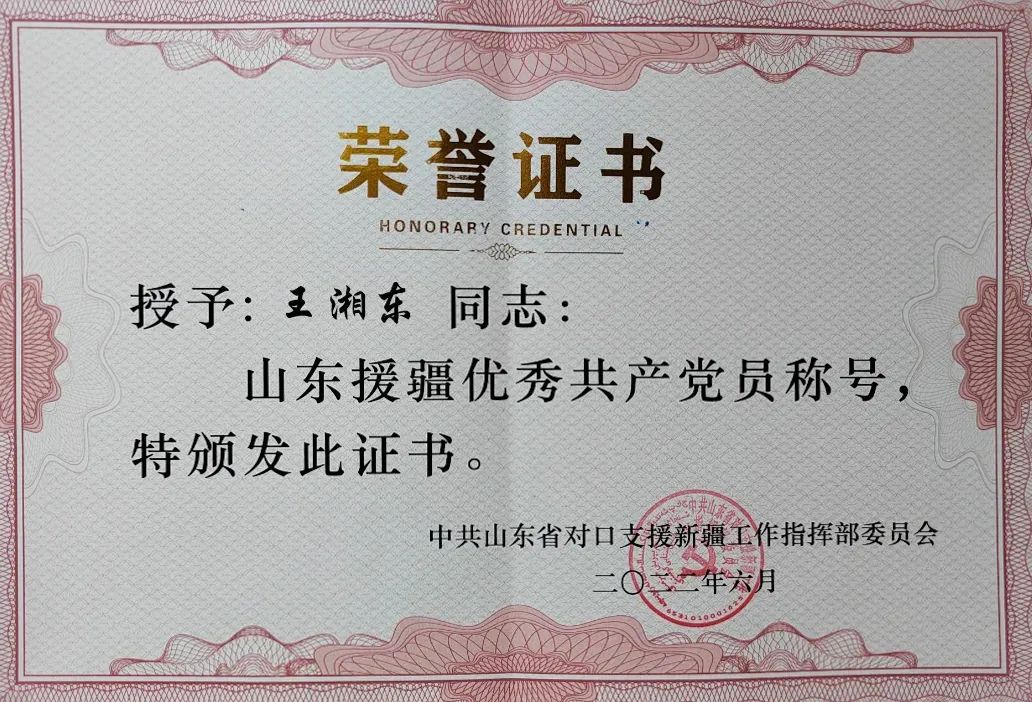 荣誉证书
HONORARY CREDENTIAL
授予:王湘东 同志:
山东援疆优秀共产党员称号,
特颁发此证书。
中共山东省对口支援新疆工作指挥部委员会
二〇二二年六月